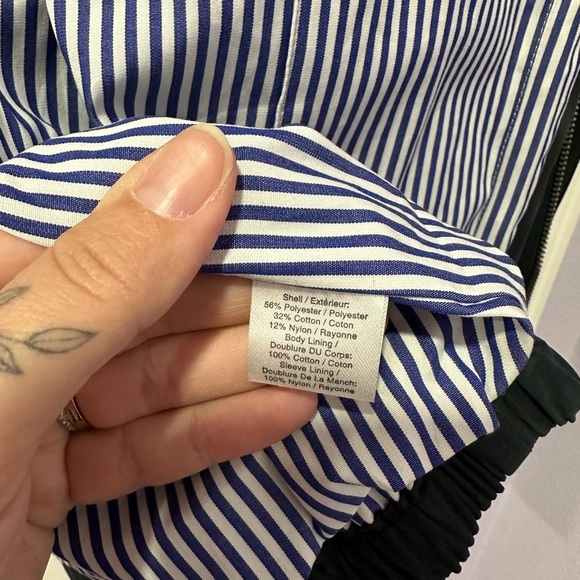 Shell / Extérieur:
56% Polyester / Polyester
32% Cotton / Coton
12% Nylon / Rayonne
Body Lining /
Doublure DU Corps:
100% Cotton / Coton
Sleeve Lining /
Doublure De La Manch:
100% Nylon / Rayonne